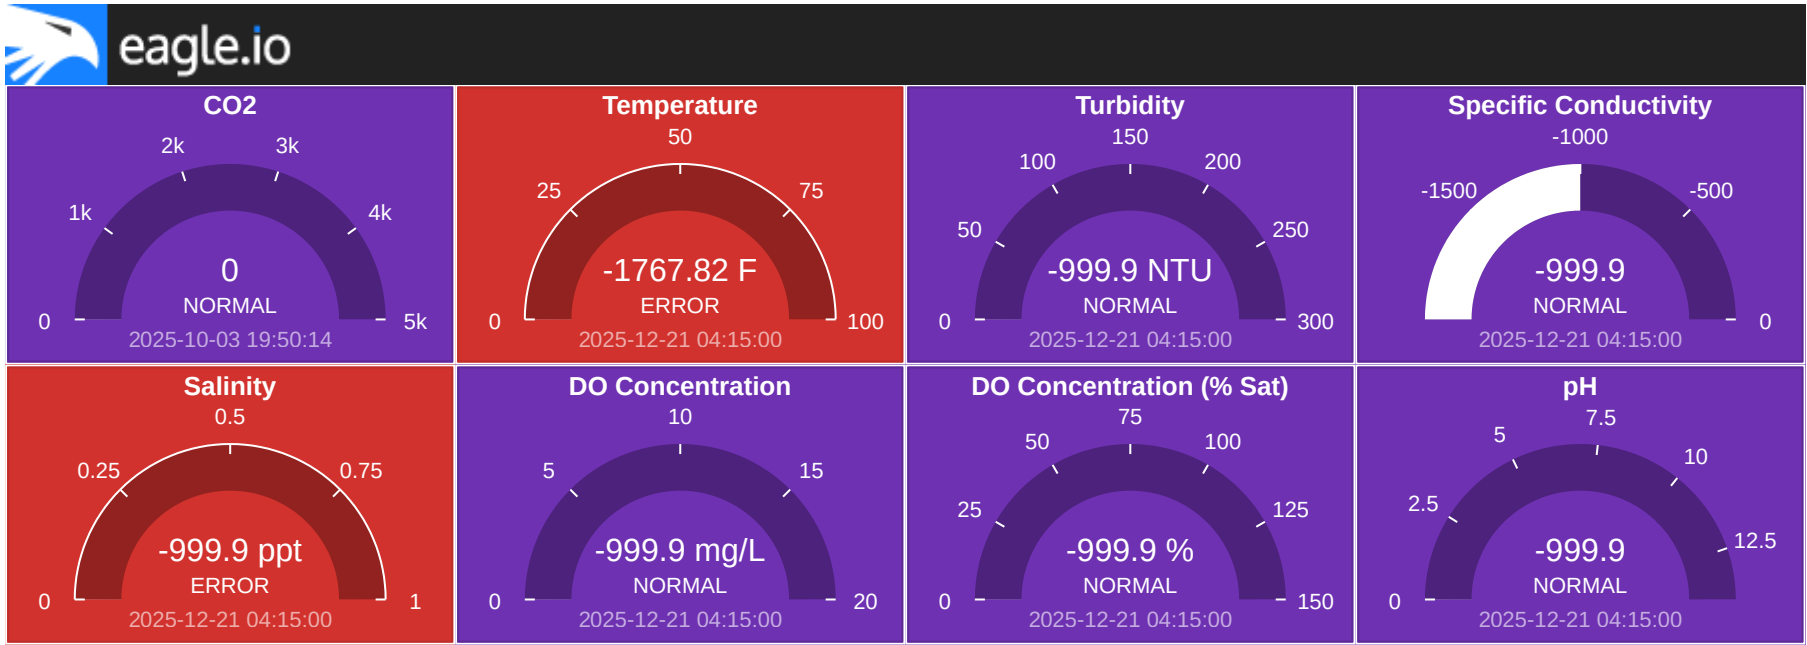 eagle.io
CO2
2k
3k
1k
4k
0
NORMAL
0
5k
2025-10-03 19:50:14
Temperature
50
25
75
-1767.82 F
ERROR
0
100
2025-12-21 04:15:00
Turbidity
150
100
200
50
250
-999.9 NTU
NORMAL
0
300
2025-12-21 04:15:00
Specific Conductivity
-1000
-1500
-500
-999.9
NORMAL
0
2025-12-21 04:15:00
Salinity
0.5
0.25
0.75
-999.9 ppt
ERROR
0
1
2025-12-21 04:15:00
DO Concentration
10
5
15
-999.9 mg/L
NORMAL
0
20
2025-12-21 04:15:00
DO Concentration (% Sat)
75
50
100
25
125
-999.9 %
NORMAL
0
150
2025-12-21 04:15:00
pH
7.5
5
10
2.5
12.5
-999.9
NORMAL
0
2025-12-21 04:15:00